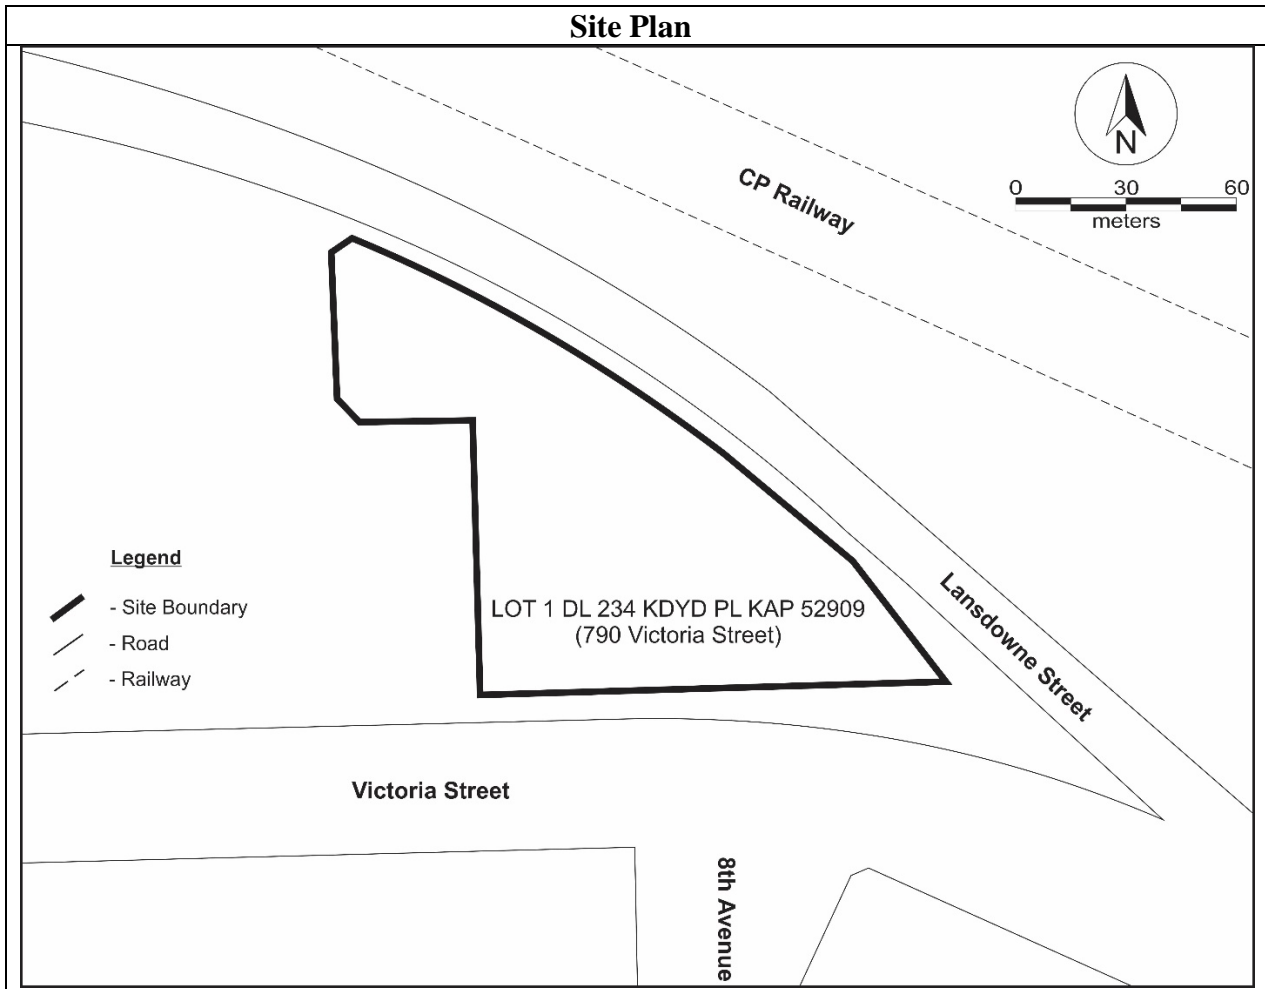 Site Plan
N
0 30 60
meters
CP Railway
Legend
- Site Boundary
- Road
- Railway
LOT 1 DL 234 KDYD PL KAP 52909
(790 Victoria Street)
Lansdowne Street
Victoria Street
8th Avenue